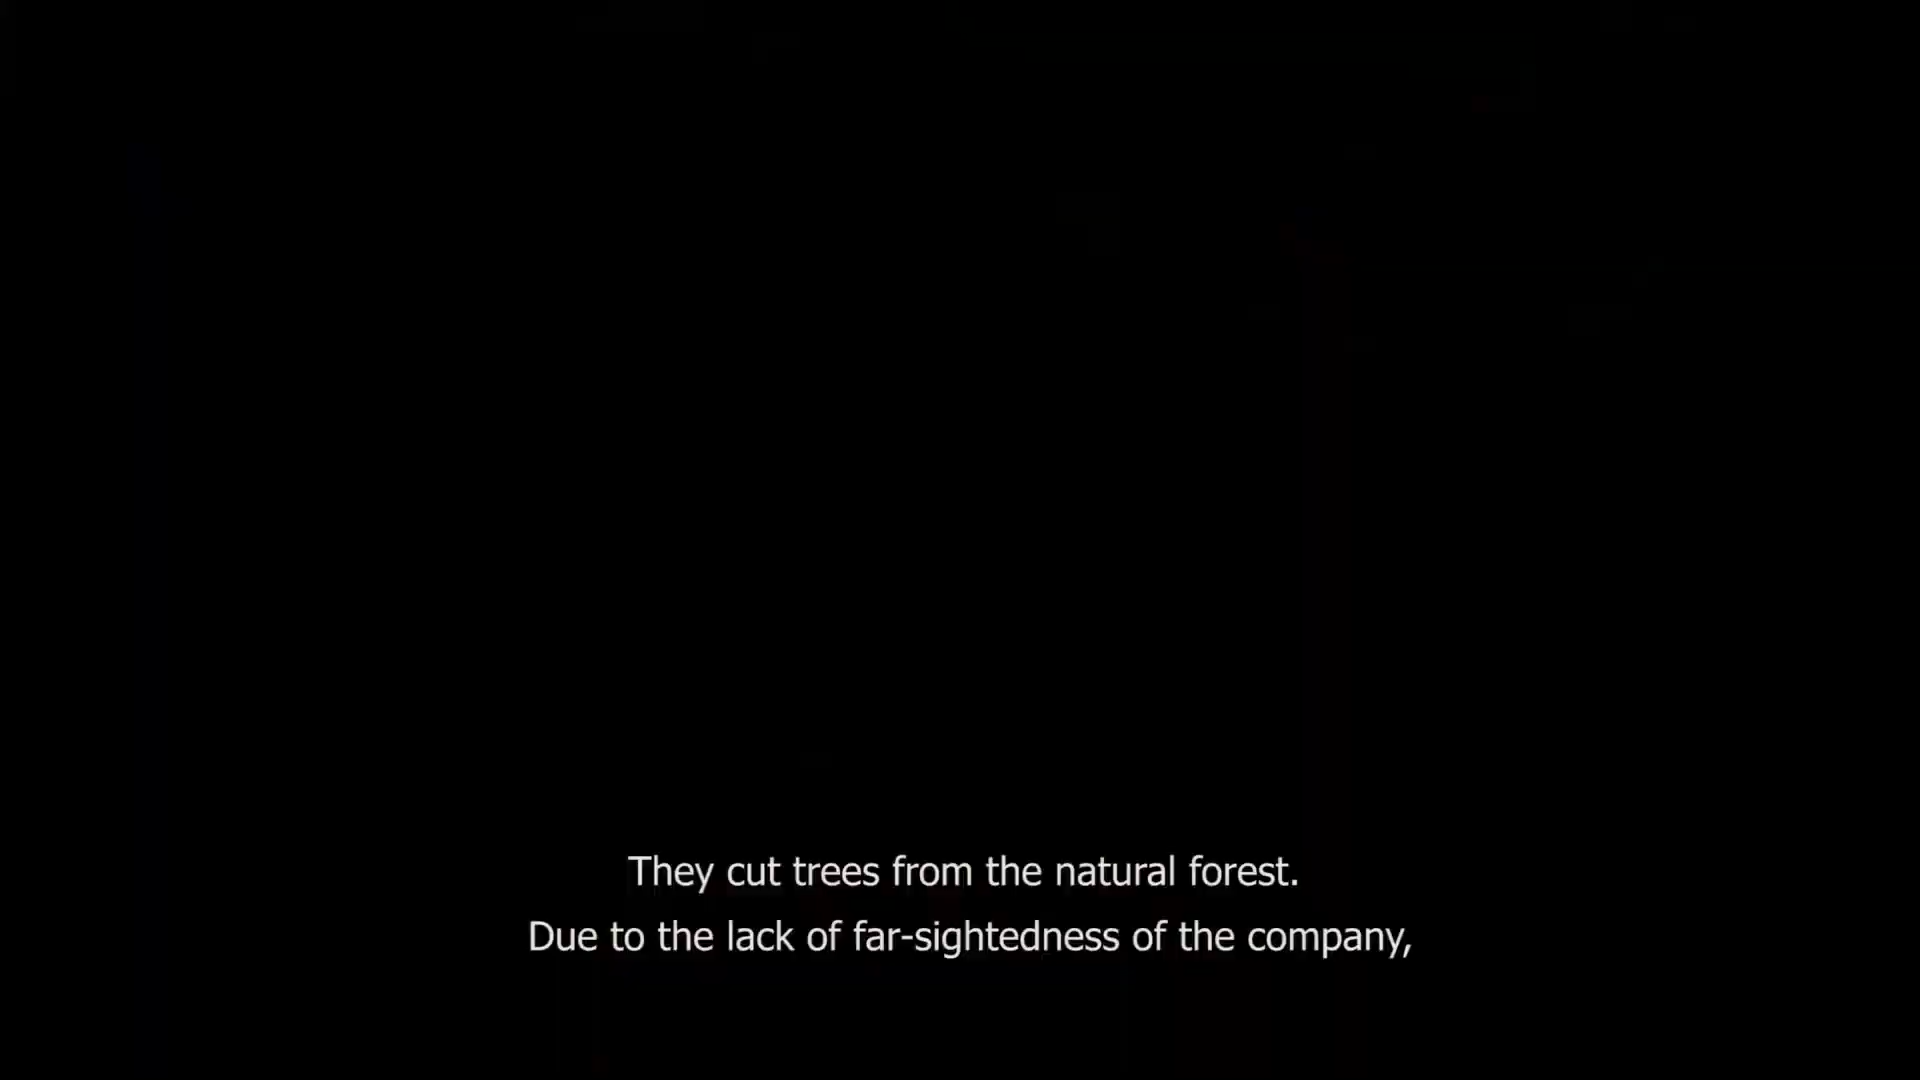 They cut trees from the natural forest.
Due to the lack of far-sightedness of the company,